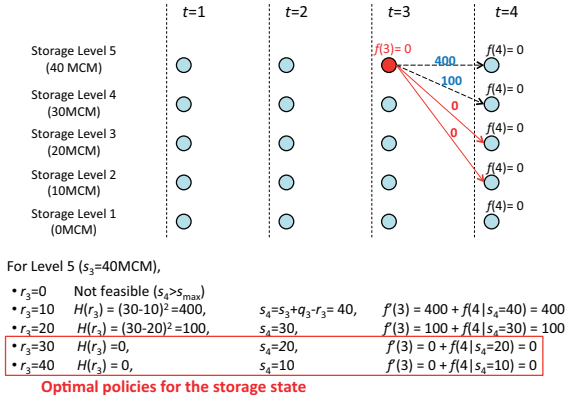 t=1 t=2 t=3 t=4
Storage Level 5 f(3)= 0 f(4)= 0
(40 MCM) 400
100
Storage Level 4 f(4)= 0
(30MCM) 0
Storage Level 3 0 f(4)= 0
(20MCM)
Storage Level 2 f(4)= 0
(10MCM)
Storage Level 1 f(4)= 0
(0MCM)
For Level 5 (s₃=40MCM),
• r₃=0 Not feasible (s₄>sₘₐₓ)
• r₃=10 H(r₃) = (30-10)² =400, s₄=s₃+q₃-r₃= 40, f'(3) = 400 + f(4|s₄=40) = 400
• r₃=20 H(r₃) = (30-20)² =100, s₄=30, f'(3) = 100 + f(4|s₄=30) = 100
• r₃=30 H(r₃) =0, s₄=20, f'(3) = 0 + f(4|s₄=20) = 0
• r₃=40 H(r₃) = 0, s₄=10 f'(3) = 0 + f(4|s₄=10) = 0
Optimal policies for the storage state